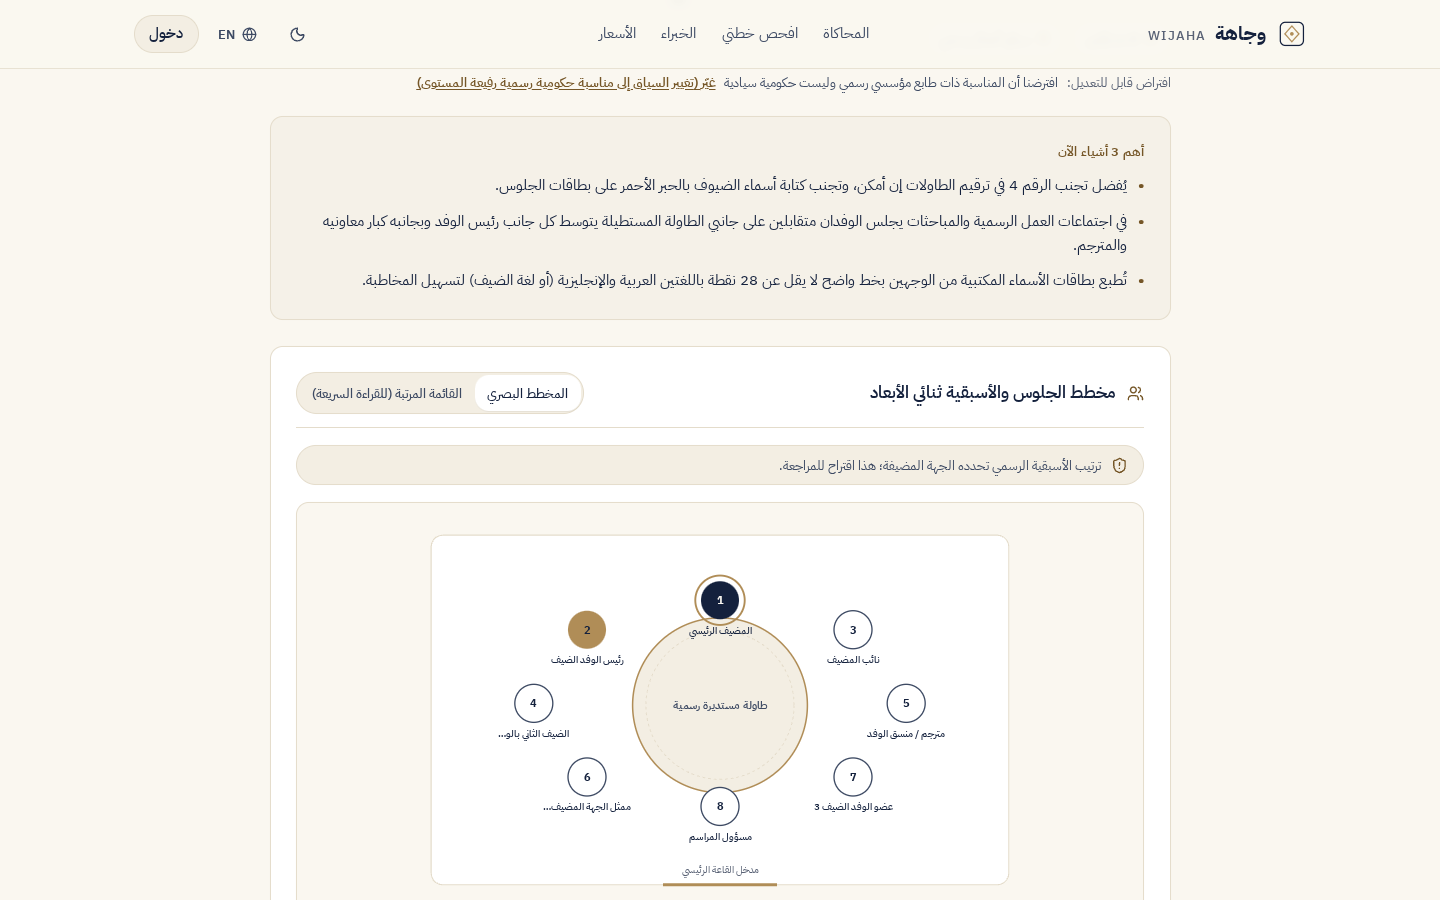 وجاهة WIJAHA
المحاكاة
افحص خطتي
الخبراء
الأسعار
EN
دخول
افتراض قابل للتعديل: افترضنا أن المناسبة ذات طابع مؤسسي رسمي وليست حكومية سيادية غيّر (تغيير السياق إلى مناسبة حكومية رسمية رفيعة المستوى)
أهم 3 أشياء الآن
• يُفضل تجنب الرقم 4 في ترقيم الطاولات إن أمكن، وتجنب كتابة أسماء الضيوف بالحبر الأحمر على بطاقات الجلوس.
• في اجتماعات العمل الرسمية والمباحثات يجلس الوفدان متقابلين على جانبي الطاولة المستطيلة يتوسط كل جانب رئيس الوفد وبجانبه كبار معاونيه
والمترجم.
• تُطبع بطاقات الأسماء المكتبية من الوجهين بخط واضح لا يقل عن 28 نقطة باللغتين العربية والإنجليزية (أو لغة الضيف) لتسهيل المخاطبة.
مخطط الجلوس والأسبقية ثنائي الأبعاد
المخطط البصري
القائمة المرتبة (للقراءة السريعة)
ترتيب الأسبقية الرسمي تحدده الجهة المضيفة؛ هذا اقتراح للمراجعة.
1
المضيف الرئيسي
3
نائب المضيف
2
رئيس الوفد الضيف
5
مترجم / منسق الوفد
طاولة مستديرة رسمية
4
الضيف الثاني بالو...
7
عضو الوفد الضيف 3
6
ممثل الجهة المضيف...
8
مسؤول المراسم
مدخل القاعة الرئيسي